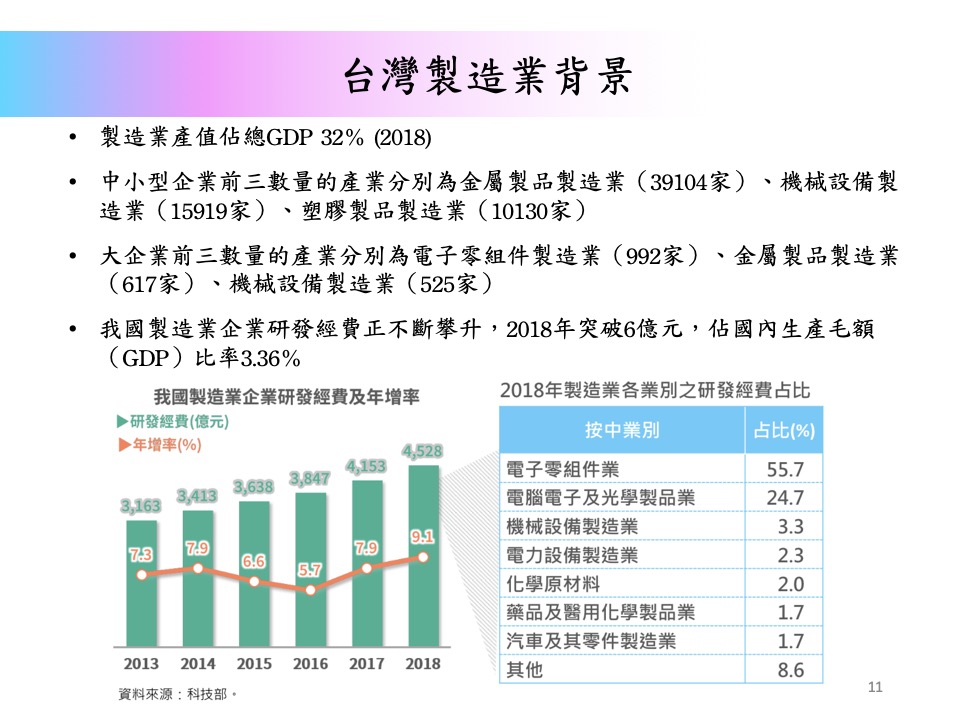 台灣製造業背景
• 製造業產值佔總GDP 32% (2018)
• 中小型企業前三數量的產業分別為金屬製品製造業（39104家）、機械設備製
造業（15919家）、塑膠製品製造業（10130家）
• 大企業前三數量的產業分別為電子零組件製造業（992家）、金屬製品製造業
（617家）、機械設備製造業（525家）
• 我國製造業企業研發經費正不斷攀升，2018年突破6億元，佔國內生產毛額
（GDP）比率3.36%
我國製造業企業研發經費及年增率
▶研發經費(億元)
▶年增率(%)
3,163
3,413
3,638
3,847
4,153
4,528
7.3
7.9
6.6
5.7
7.9
9.1
2013 2014 2015 2016 2017 2018
資料來源：科技部。
2018年製造業各業別之研發經費占比
按中業別 占比(%)
電子零組件業 55.7
電腦電子及光學製品業 24.7
機械設備製造業 3.3
電力設備製造業 2.3
化學原材料 2.0
藥品及醫用化學製品業 1.7
汽車及其零件製造業 1.7
其他 8.6
11